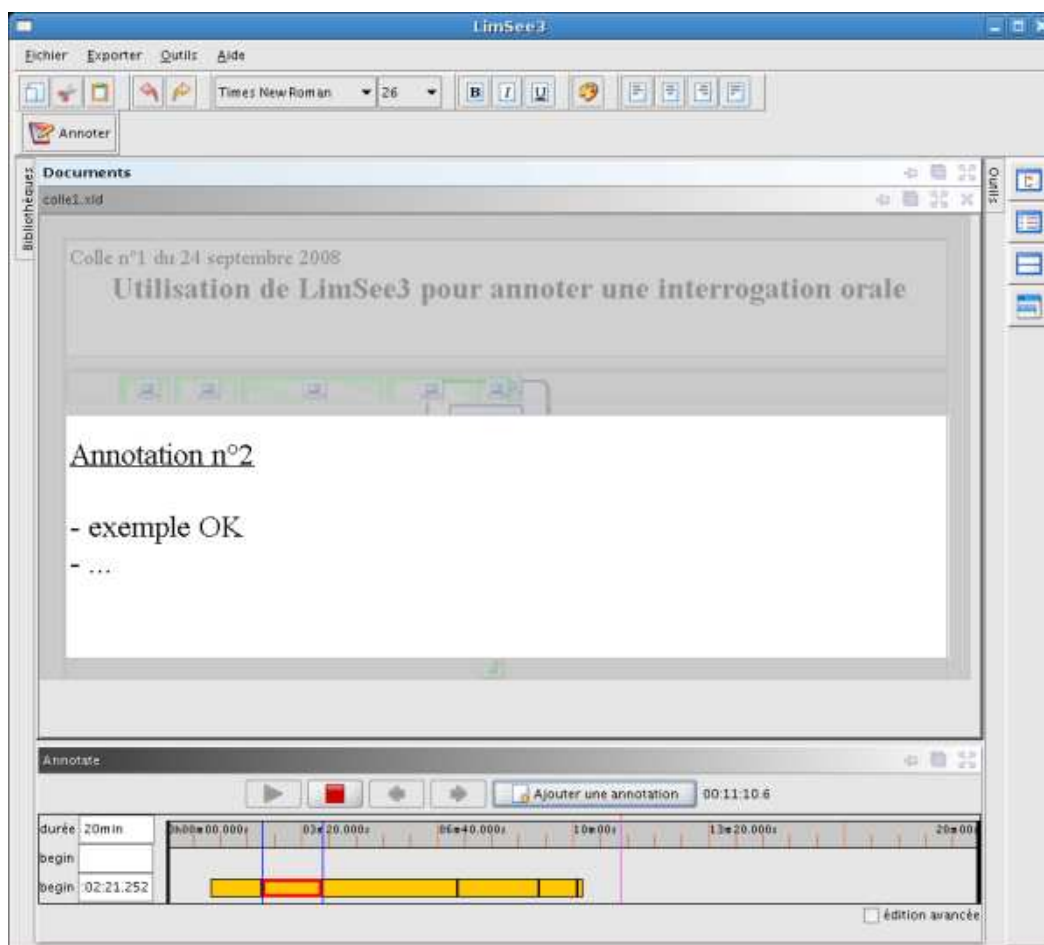 LimSee3
Fichier Exporter Outils Aide
Times New Roman 26 B I U
Annoter
Bibliothèques
Documents
Outils
colle1.xld
Colle n°1 du 24 septembre 2008
Utilisation de LimSee3 pour annoter une interrogation orale
Annotation n°2
- exemple OK
- ...
Annotate
Ajouter une annotation 00:11:10.6
durée 20min 0h00m00.000s 03m20.000s 06m40.000s 10m00s 13m20.000s 20m00s
begin
begin :02:21.252
édition avancée